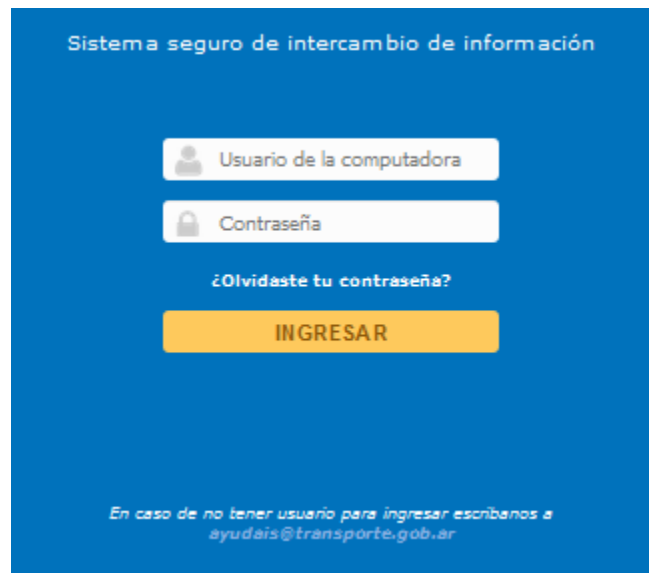 Sistema seguro de intercambio de información
Usuario de la computadora
Contraseña
¿Olvidaste tu contraseña?
INGRESAR
En caso de no tener usuario para ingresar escribanos a
ayudais@transporte.gob.ar